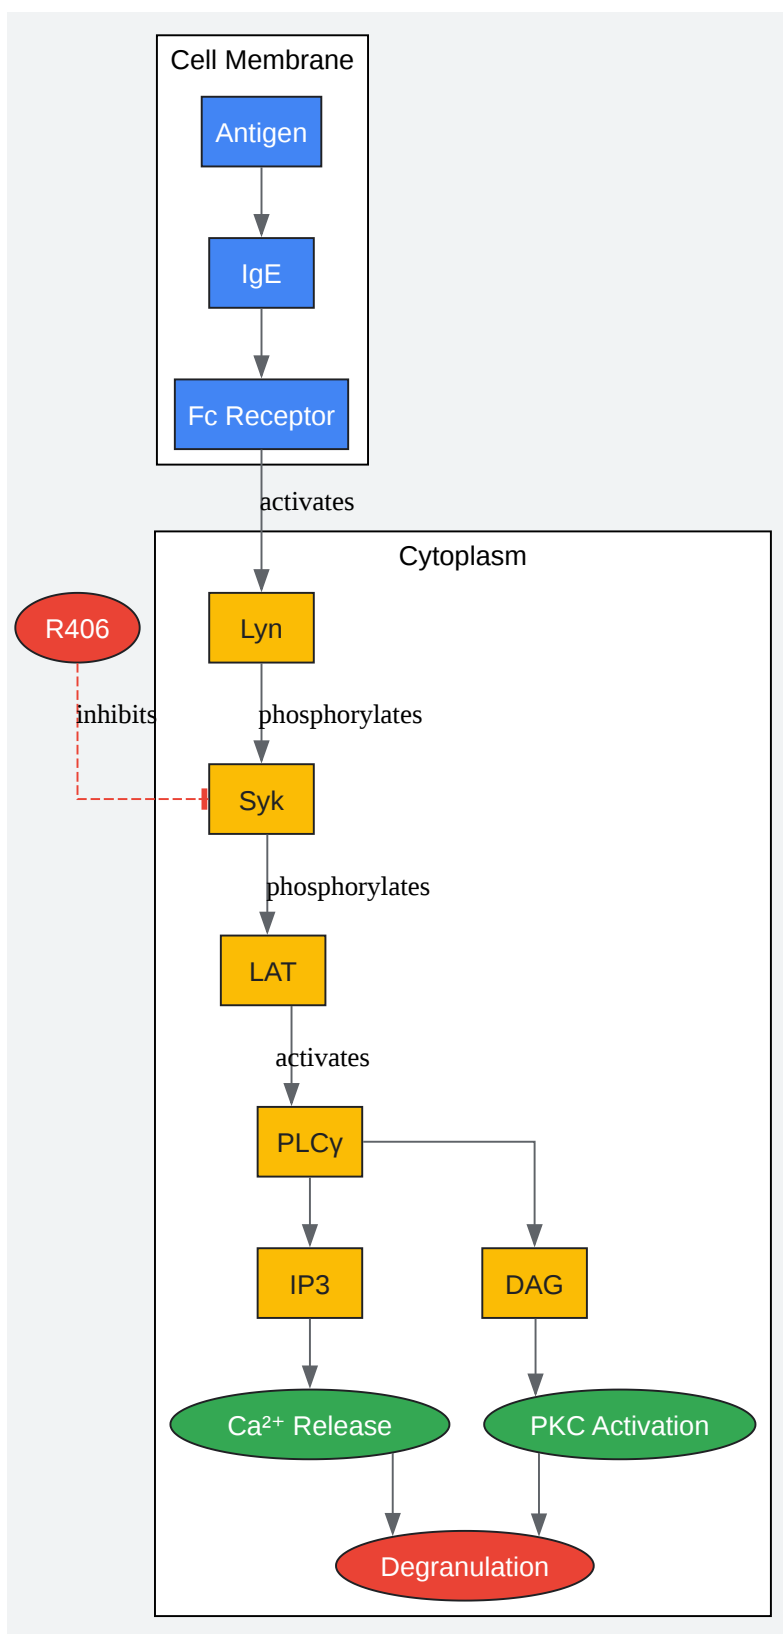 Cell Membrane
Antigen
IgE
Fc Receptor
activates
Cytoplasm
R406
Lyn
inhibits
phosphorylates
Syk
phosphorylates
LAT
activates
PLCγ
IP3
DAG
Ca²⁺ Release
PKC Activation
Degranulation